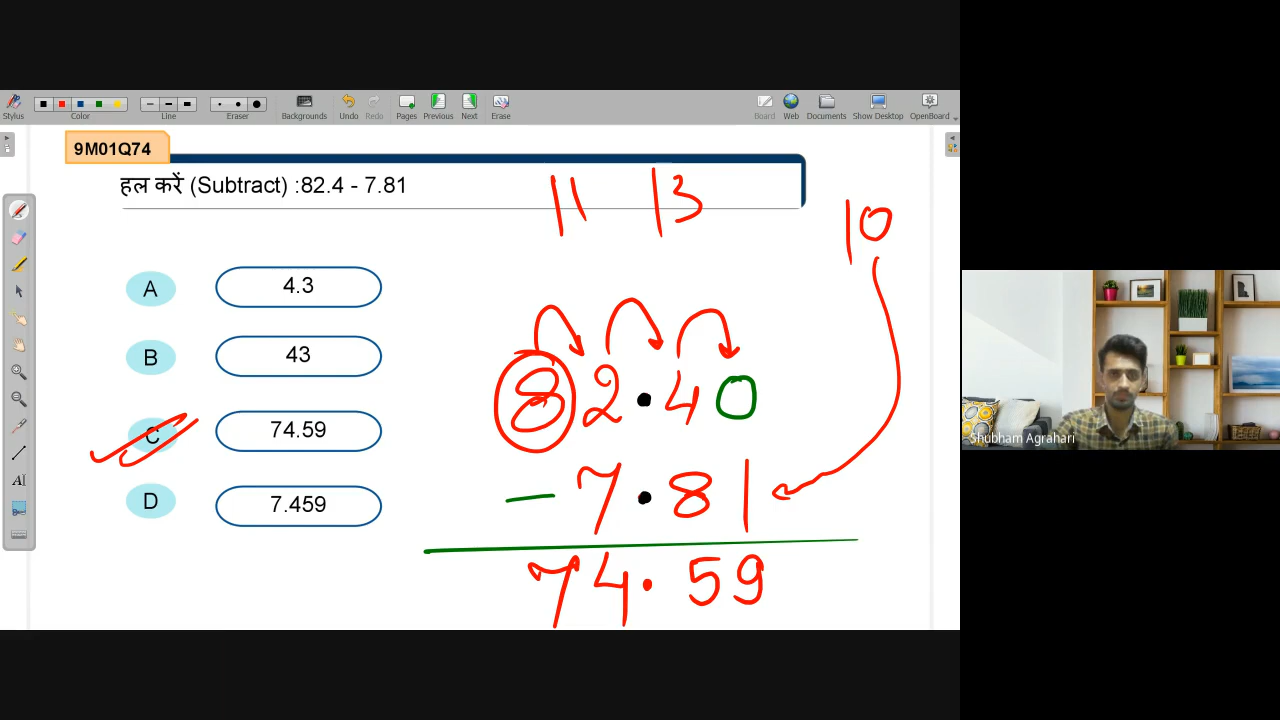 Stylus Color Line Eraser Backgrounds Undo Redo Pages Previous Next Erase Board Web Documents Show Desktop OpenBoard
9M01Q74
हल करें (Subtract) :82.4 - 7.81
11 13 10
A 4.3
B 43
C 74.59
D 7.459
82.40
- 7.81
74.59
Shubham Agrahari